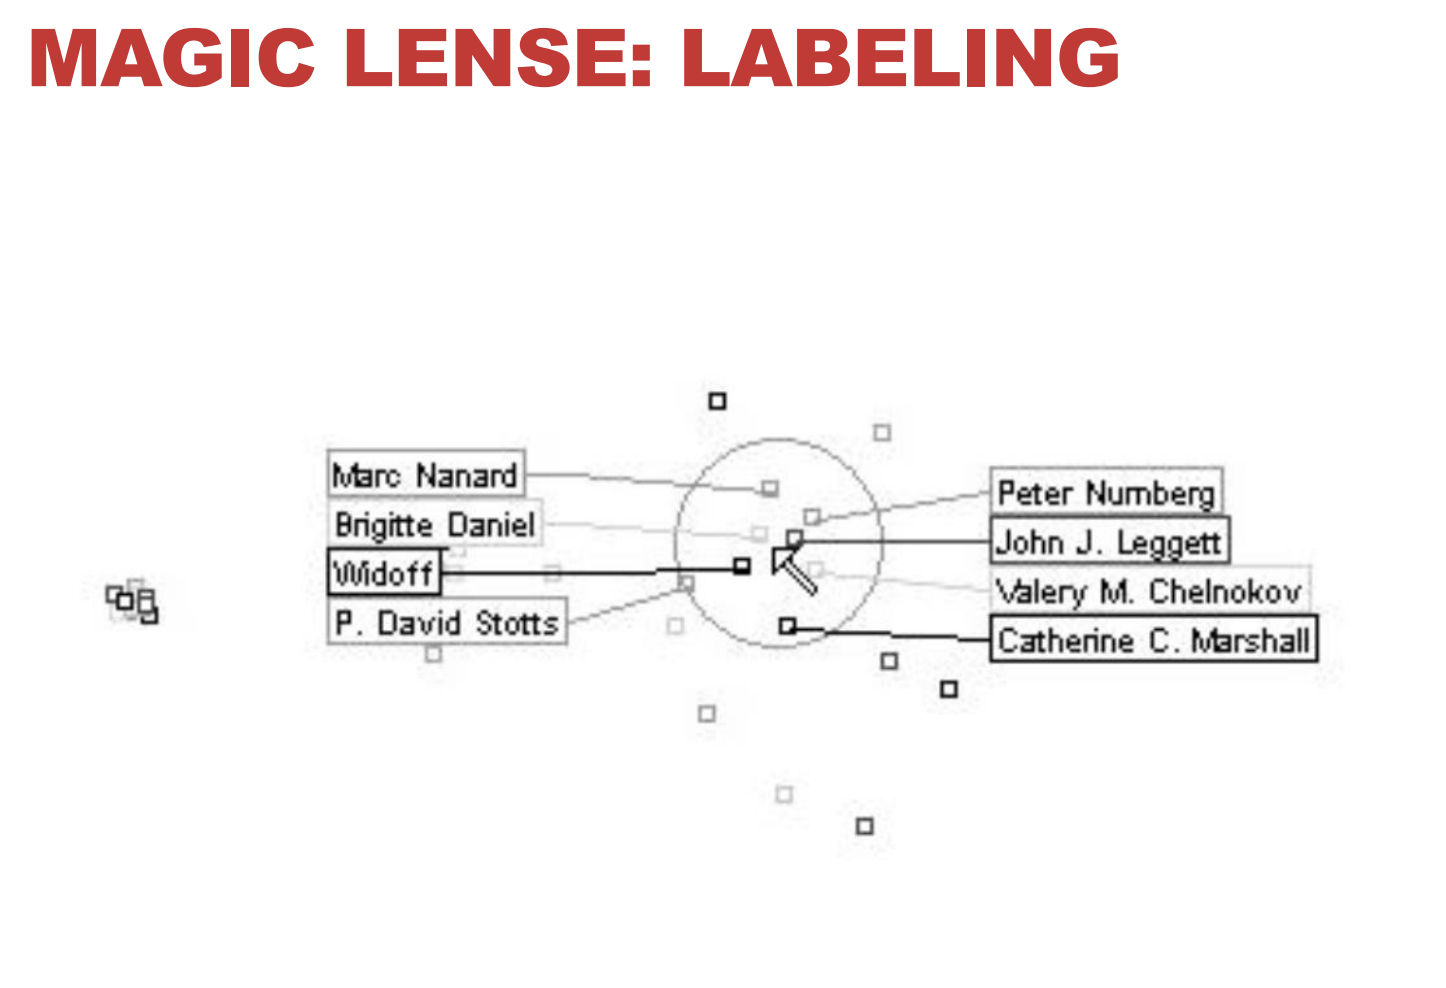 MAGIC LENSE: LABELING
Marc Nanard
Brigitte Daniel
Widoff
P. David Stotts
Peter Nurnberg
John J. Leggett
Valery M. Chelnokov
Catherine C. Marshall